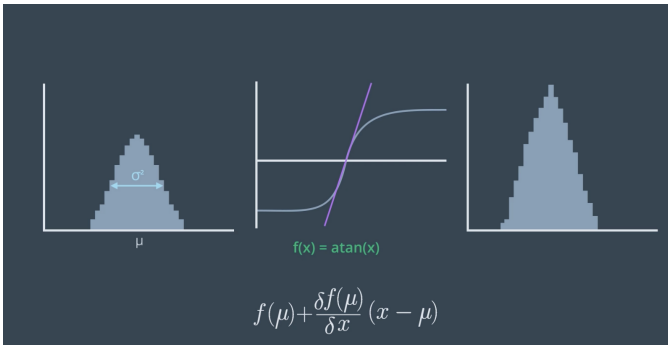 σ²
μ
f(x) = atan(x)
f(μ)+δf(μ)/δx (x − μ)